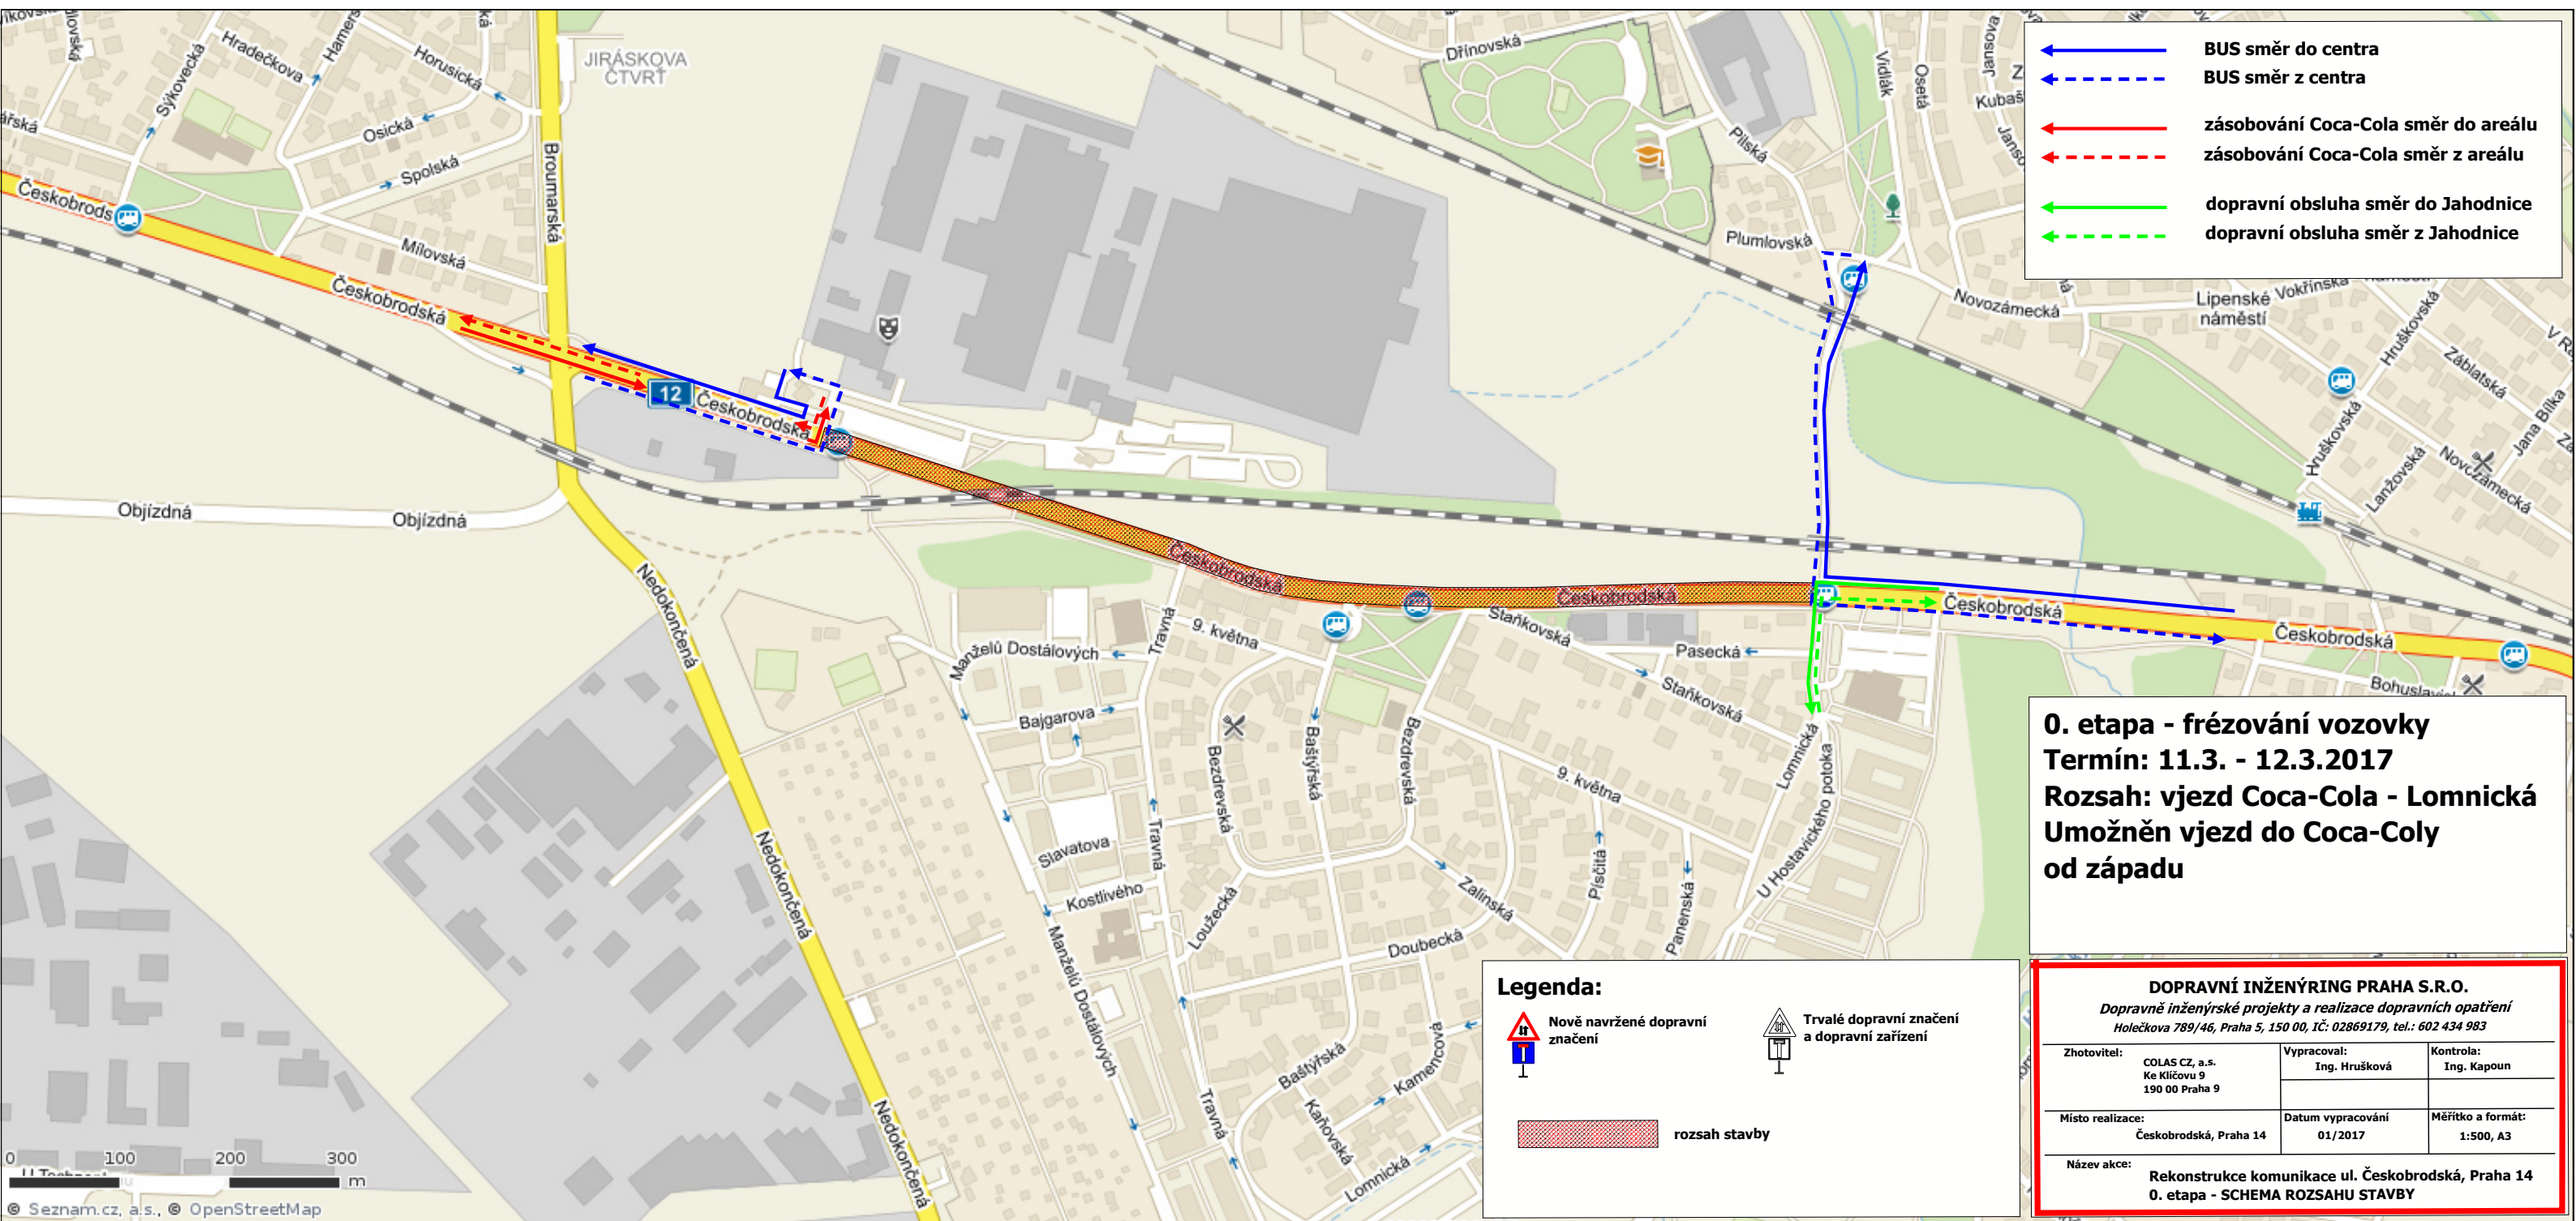 BUS směr do centra
BUS směr z centra
zásobování Coca-Cola směr do areálu
zásobování Coca-Cola směr z areálu
dopravní obsluha směr do Jahodnice
dopravní obsluha směr z Jahodnice
Sýkovecká
Hradečkova
Horusická
Osická
Spolská
JIRÁSKOVA
ČTVRŤ
Broumarská
Mílovská
Českobrodská
12
Českobrodská
Dřínovská
Pilská
Plumlovská
Vidlák
Osetá
Jansova
Novozámecká
Lipenské
náměstí
Vokřínská
Hruškovská
Záblatská
Jana Bílka
Hruškovská
Lanžovská
Novozámecká
Objízdná
Objízdná
Nedokončená
Českobrodská
Českobrodská
Českobrodská
Českobrodská
Manželů Dostálových
Travná
9. května
Staňkovská
Pasecká
Staňkovská
Bajgarova
Bezdrevská
Baštýřská
Bezdrevská
Lomnická
U Hostavického potoka
9. května
Nedokončená
Slavatova
Travná
Kostlivého
Loužecká
Zalinská
Písčitá
Panenská
Doubecká
Manželů Dostálových
Baštýřská
Kamencová
Kaňovská
Travná
Lomnická
Nedokončená
0. etapa - frézování vozovky
Termín: 11.3. - 12.3.2017
Rozsah: vjezd Coca-Cola - Lomnická
Umožněn vjezd do Coca-Coly
od západu
Legenda:
Nově navržené dopravní
značení
Trvalé dopravní značení
a dopravní zařízení
rozsah stavby
DOPRAVNÍ INŽENÝRING PRAHA S.R.O.
Dopravně inženýrské projekty a realizace dopravních opatření
Holečkova 789/46, Praha 5, 150 00, IČ: 02869179, tel.: 602 434 983
Zhotovitel:
COLAS CZ, a.s.
Ke Klíčovu 9
190 00 Praha 9
Vypracoval:
Ing. Hrušková
Kontrola:
Ing. Kapoun
Místo realizace:
Českobrodská, Praha 14
Datum vypracování
01/2017
Měřítko a formát:
1:500, A3
Název akce:
Rekonstrukce komunikace ul. Českobrodská, Praha 14
0. etapa - SCHEMA ROZSAHU STAVBY
0 100 200 300
m
© Seznam.cz, a.s., © OpenStreetMap